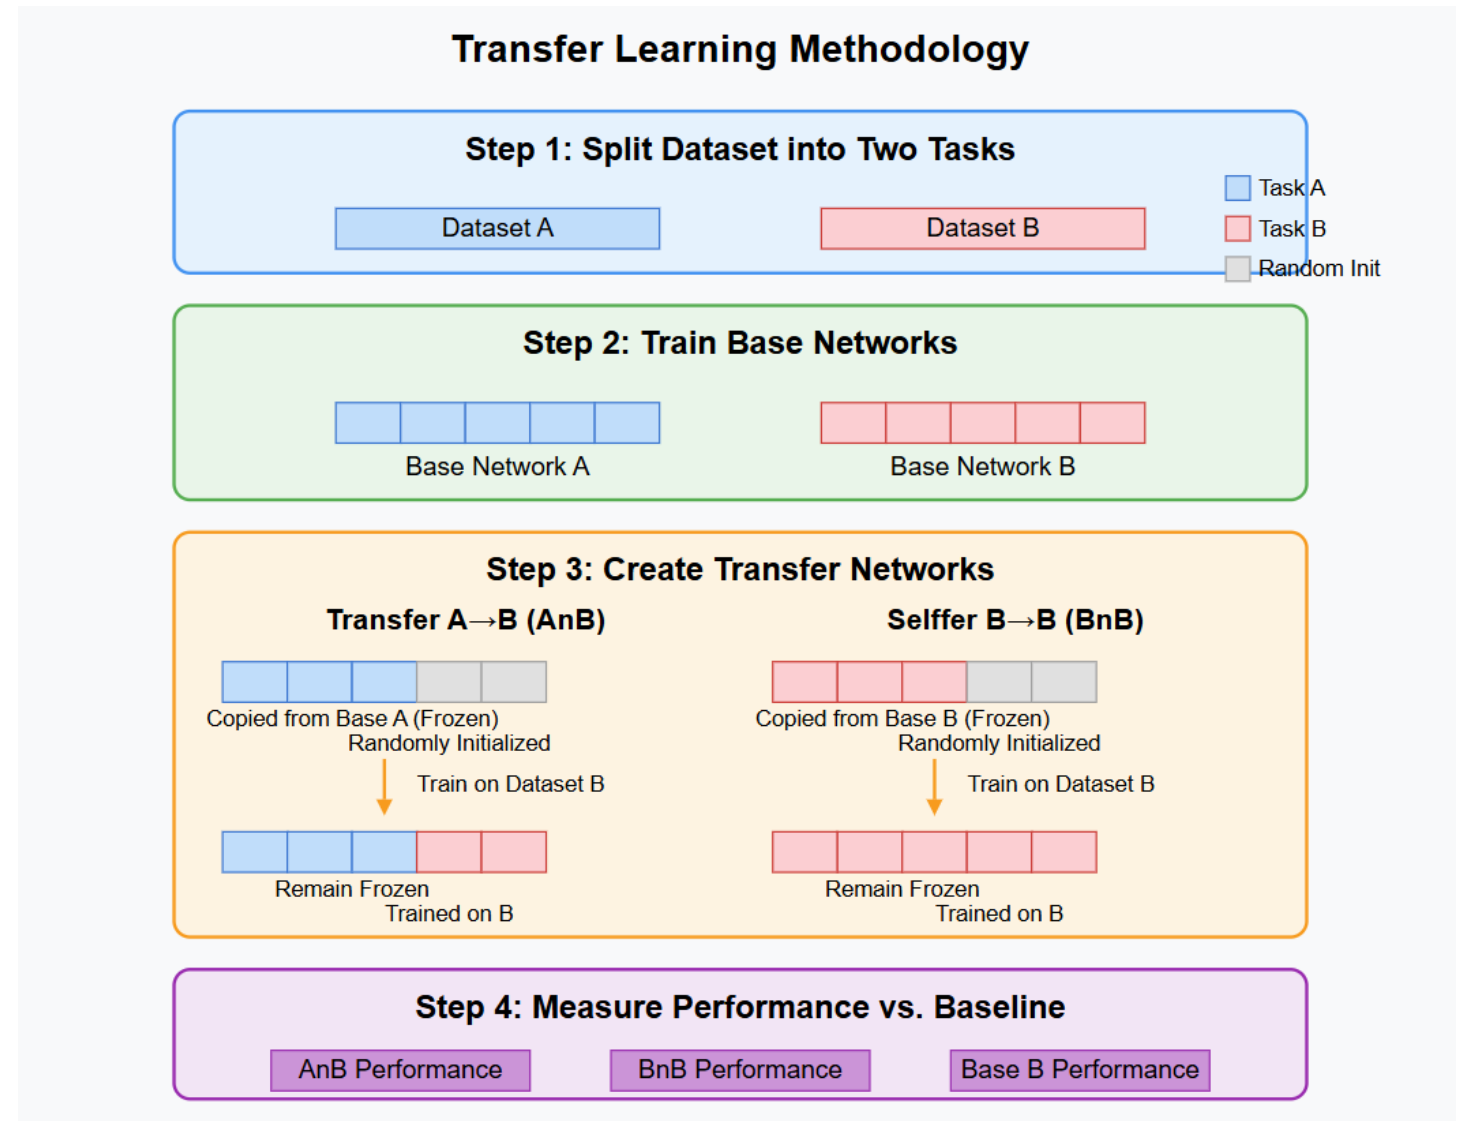 Transfer Learning Methodology
Step 1: Split Dataset into Two Tasks
Dataset A
Dataset B
Task A
Task B
Random Init
Step 2: Train Base Networks
Base Network A
Base Network B
Step 3: Create Transfer Networks
Transfer A→B (AnB)
Copied from Base A (Frozen)
Randomly Initialized
Train on Dataset B
Remain Frozen
Trained on B
Selffer B→B (BnB)
Copied from Base B (Frozen)
Randomly Initialized
Train on Dataset B
Remain Frozen
Trained on B
Step 4: Measure Performance vs. Baseline
AnB Performance
BnB Performance
Base B Performance